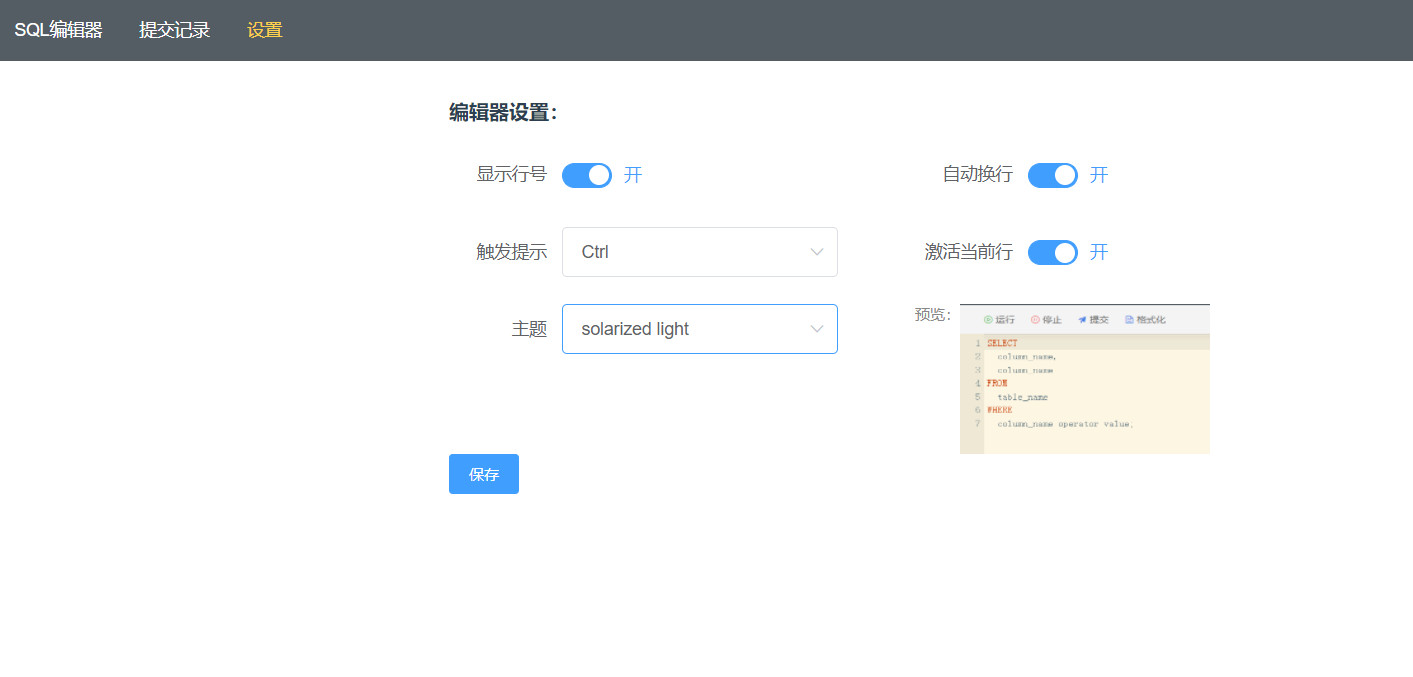 SQL编辑器 提交记录 设置
编辑器设置：
显示行号 开 自动换行 开
触发提示 Ctrl 激活当前行 开
主题 solarized light 预览：
运行 停止 提交 格式化
1 SELECT
2 column_name,
3 column_name
4 FROM
5 table_name
6 WHERE
7 column_name operator value;
保存